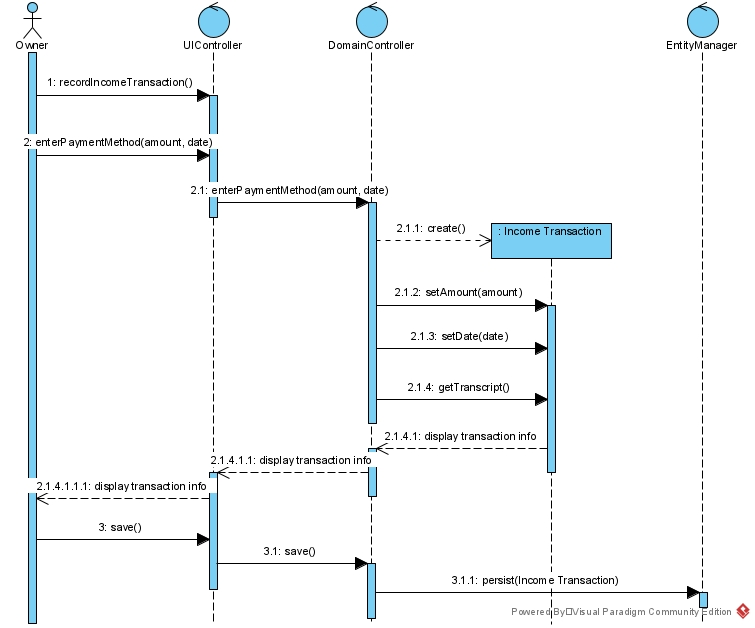 Owner
UIController
DomainController
EntityManager
1: recordIncomeTransaction()
2: enterPaymentMethod(amount, date)
2.1: enterPaymentMethod(amount, date)
2.1.1: create()
: Income Transaction
2.1.2: setAmount(amount)
2.1.3: setDate(date)
2.1.4: getTranscript()
2.1.4.1: display transaction info
2.1.4.1.1: display transaction info
2.1.4.1.1.1: display transaction info
3: save()
3.1: save()
3.1.1: persist(Income Transaction)
Powered By Visual Paradigm Community Edition